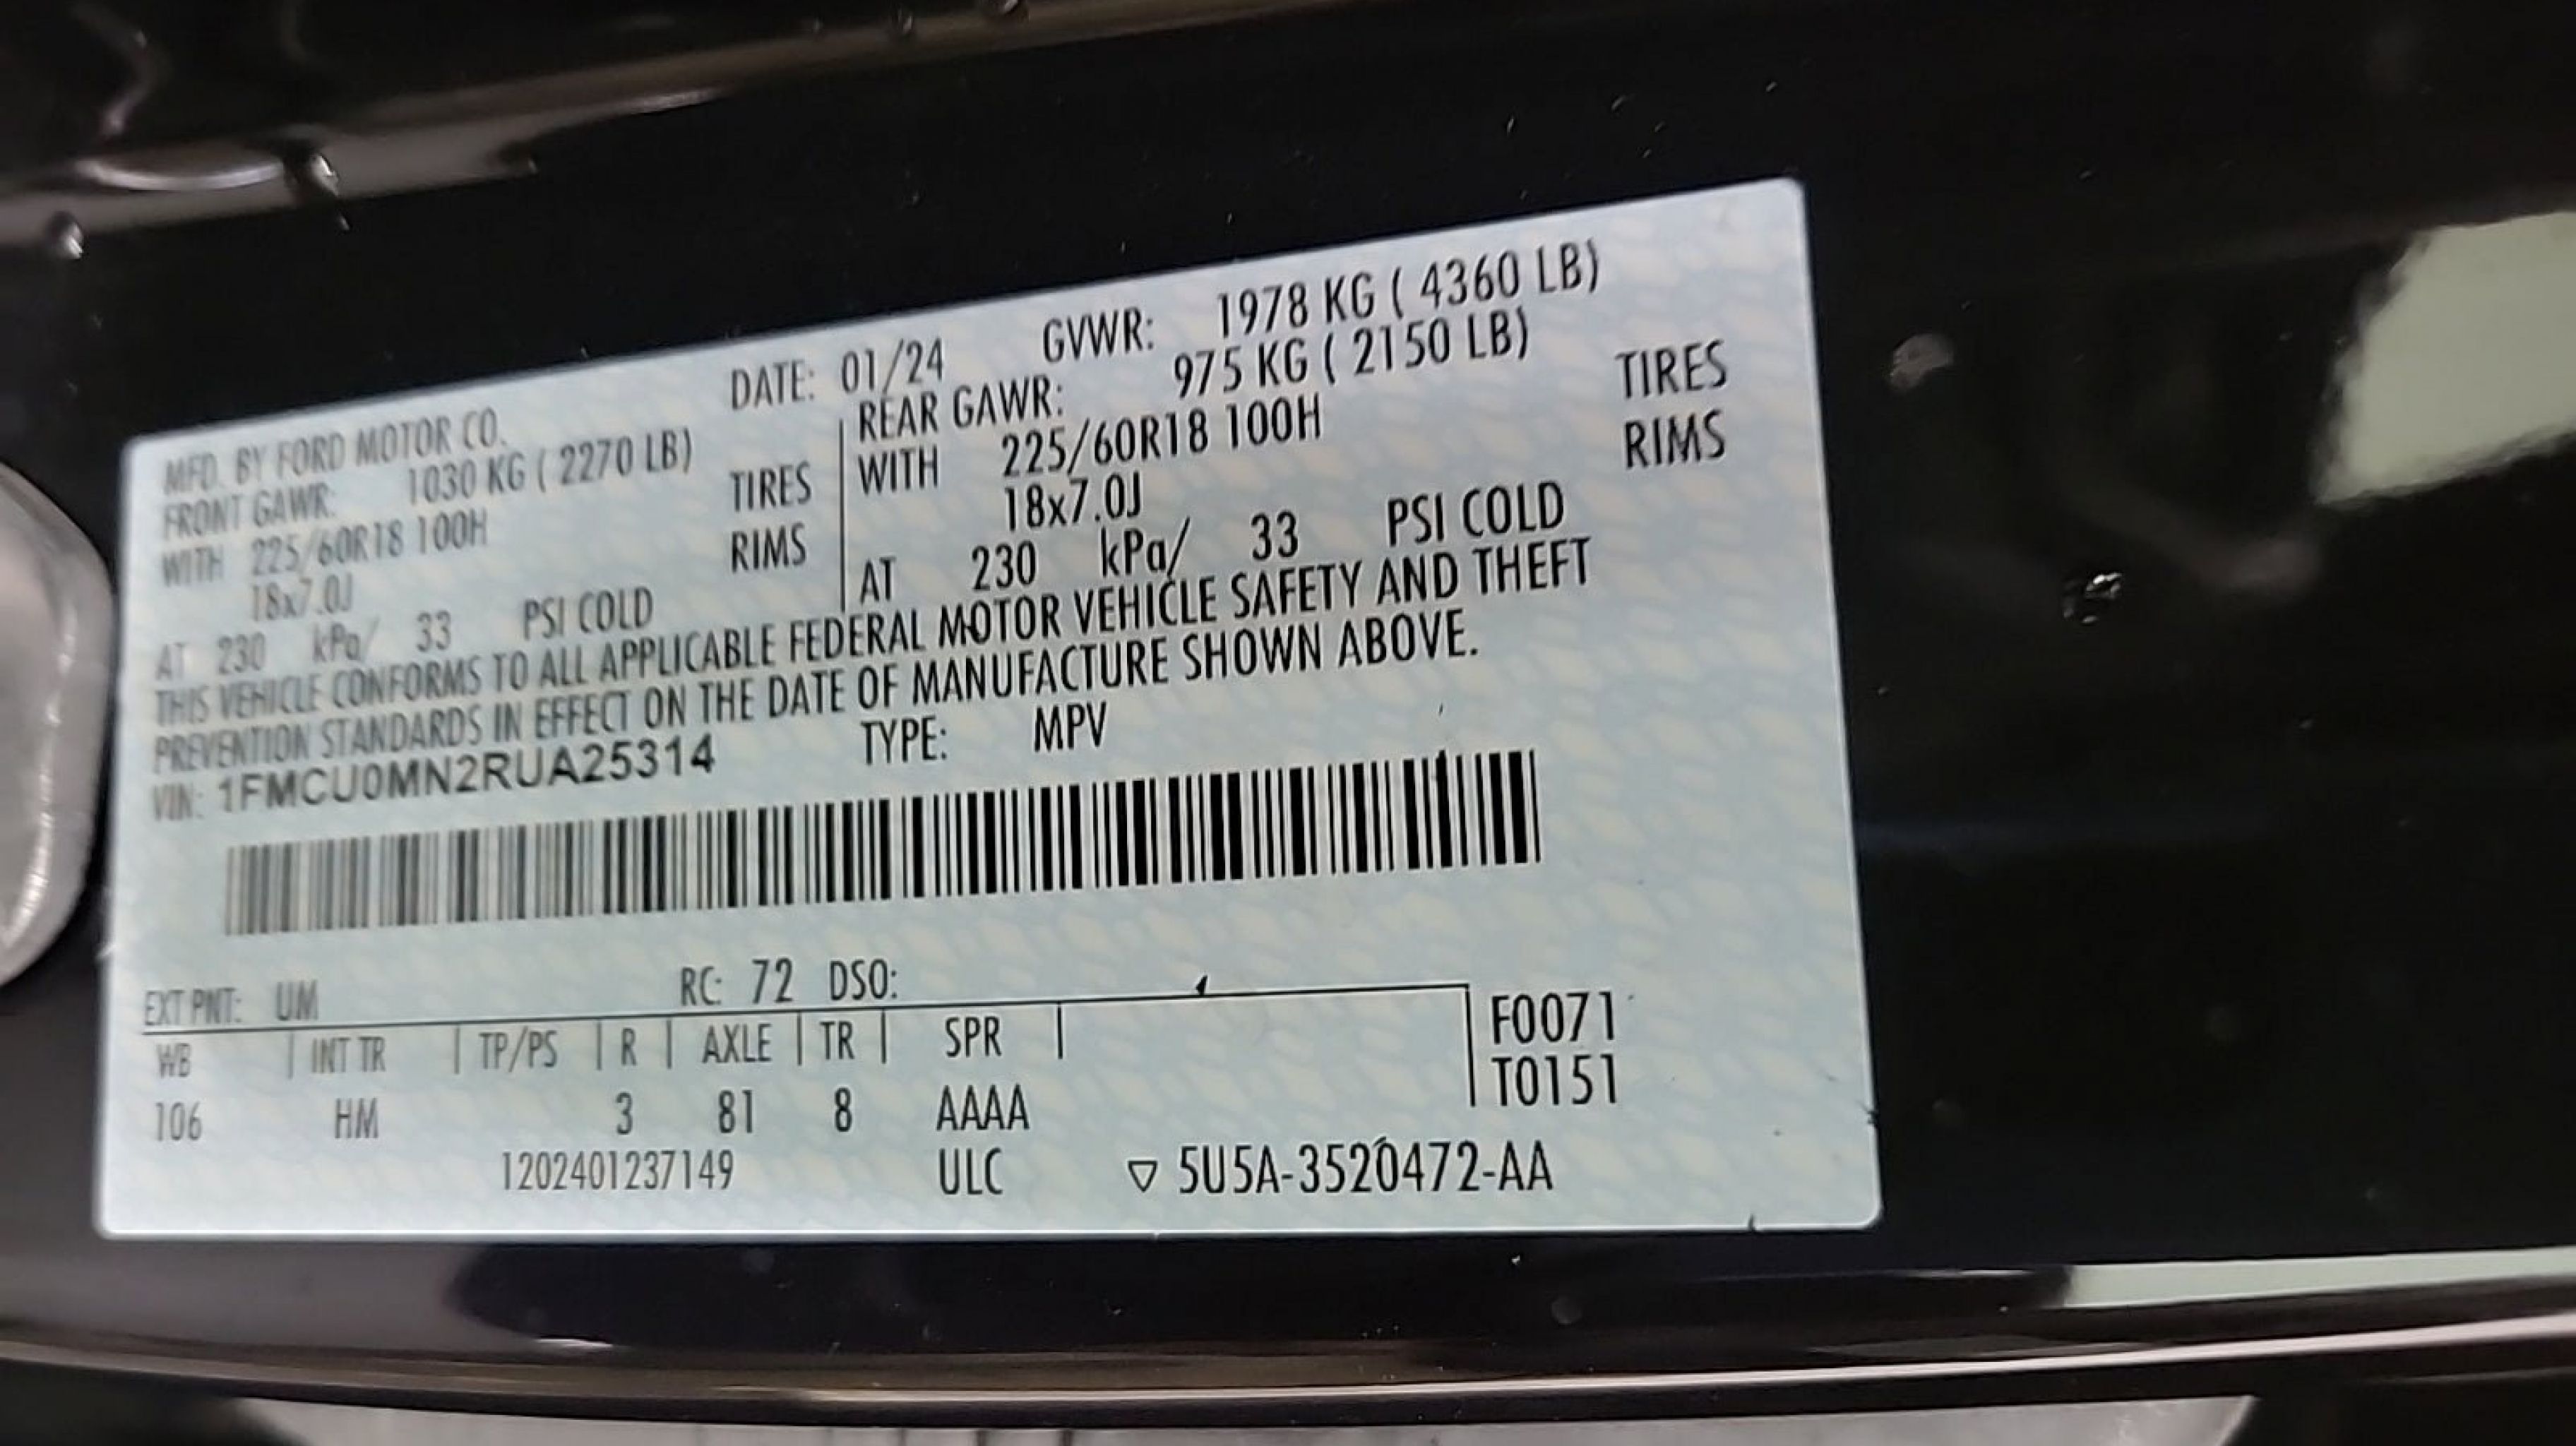 MFD. BY FORD MOTOR CO. DATE: 01/24 GVWR: 1978 KG ( 4360 LB)
FRONT GAWR: 1030 KG ( 2270 LB) REAR GAWR: 975 KG ( 2150 LB)
WITH 225/60R18 100H TIRES WITH 225/60R18 100H TIRES
18x7.0J RIMS 18x7.0J RIMS
AT 230 kPa/ 33 PSI COLD AT 230 kPa/ 33 PSI COLD
THIS VEHICLE CONFORMS TO ALL APPLICABLE FEDERAL MOTOR VEHICLE SAFETY AND THEFT
PREVENTION STANDARDS IN EFFECT ON THE DATE OF MANUFACTURE SHOWN ABOVE.
VIN: 1FMCU0MN2RUA25314 TYPE: MPV
EXT PNT: UM RC: 72 DSO:
WB INT TR TP/PS R AXLE TR SPR F0071
T0151
106 HM 3 81 8 AAAA
1202401237149 ULC ▽ 5U5A-3520472-AA